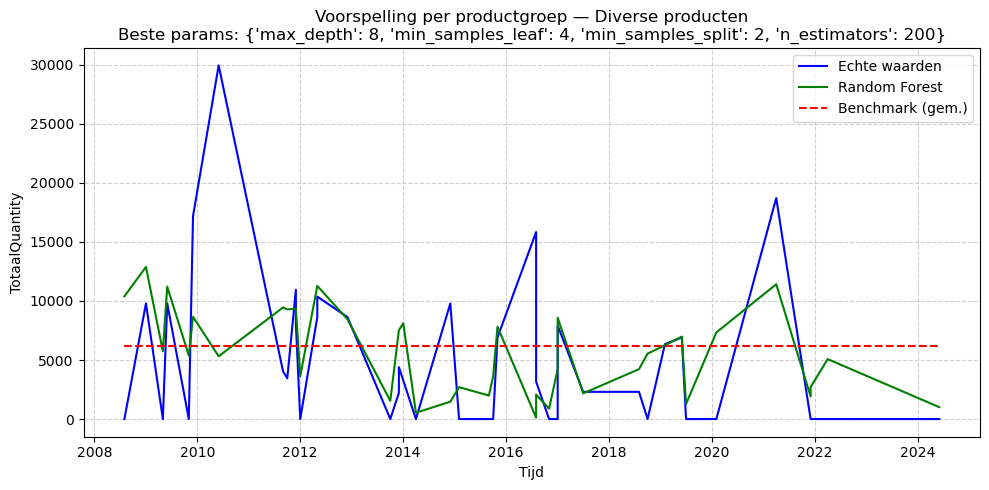 Voorspelling per productgroep — Diverse producten
Beste params: {'max_depth': 8, 'min_samples_leaf': 4, 'min_samples_split': 2, 'n_estimators': 200}
Echte waarden
Random Forest
Benchmark (gem.)
TotaalQuantity
30000
25000
20000
15000
10000
5000
0
2008 2010 2012 2014 2016 2018 2020 2022 2024
Tijd